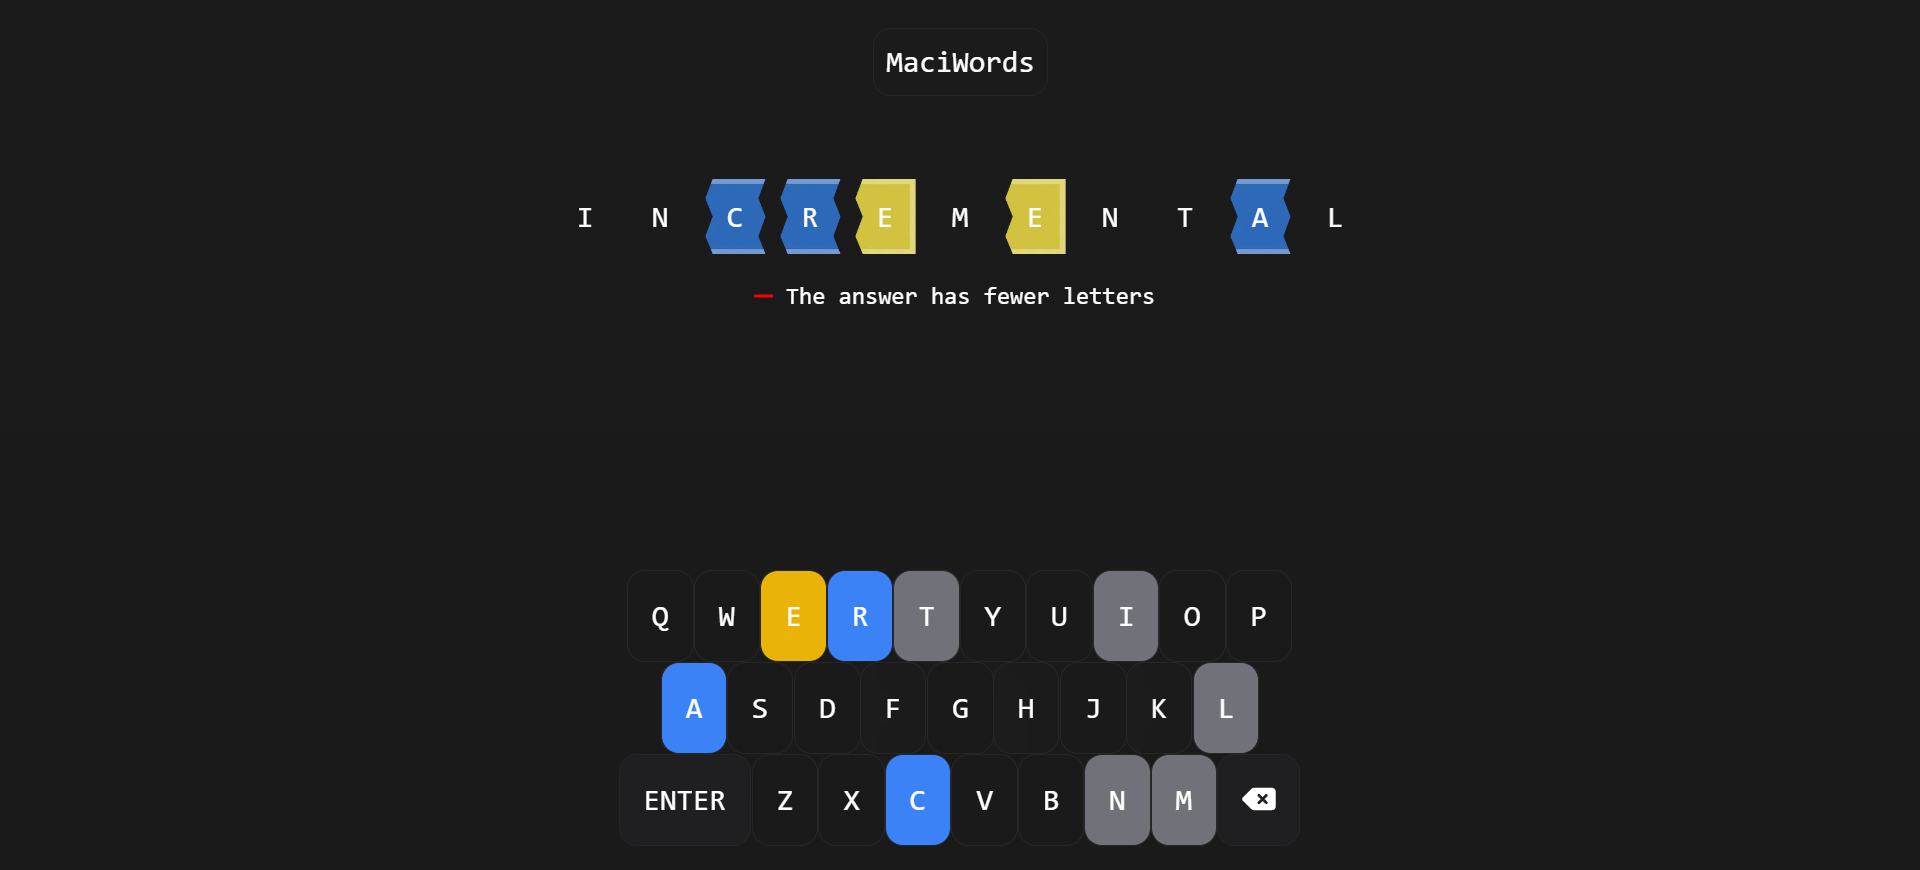 MaciWords
I N C R E M E N T A L
— The answer has fewer letters
Q W E R T Y U I O P
A S D F G H J K L
ENTER Z X C V B N M